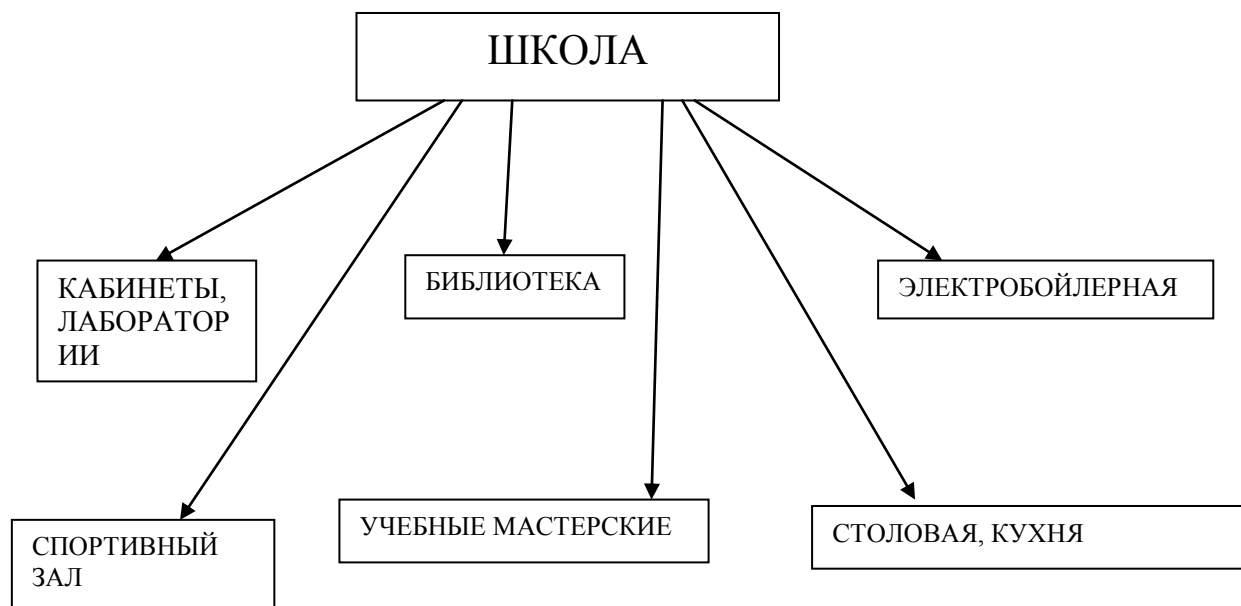 ШКОЛА
КАБИНЕТЫ,
ЛАБОРАТОР
ИИ
БИБЛИОТЕКА
ЭЛЕКТРОБОЙЛЕРНАЯ
СПОРТИВНЫЙ
ЗАЛ
УЧЕБНЫЕ МАСТЕРСКИЕ
СТОЛОВАЯ, КУХНЯ